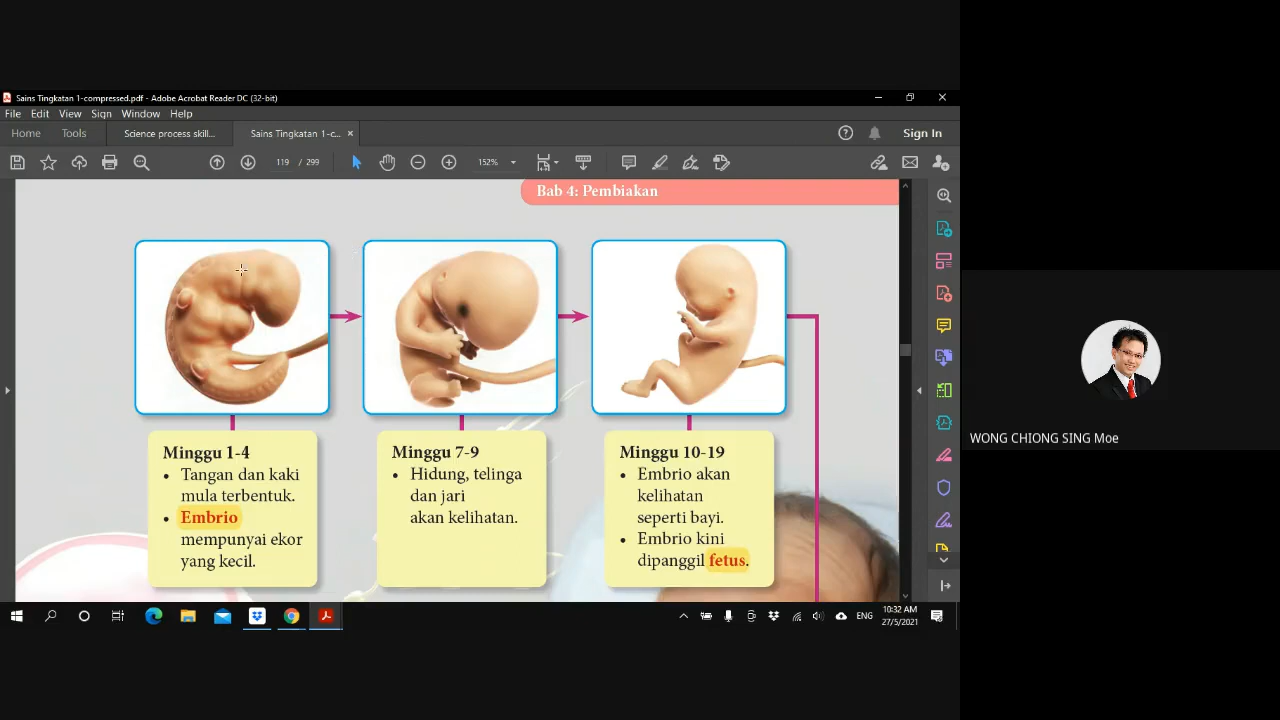 Sains Tingkatan 1-compressed.pdf - Adobe Acrobat Reader DC (32-bit)
File Edit View Sign Window Help
Home Tools Science process skill... Sains Tingkatan 1-c... × Sign In
119 / 299 152%
Bab 4: Pembiakan
Minggu 1-4
• Tangan dan kaki
mula terbentuk.
• Embrio
mempunyai ekor
yang kecil.
Minggu 7-9
• Hidung, telinga
dan jari
akan kelihatan.
Minggu 10-19
• Embrio akan
kelihatan
seperti bayi.
• Embrio kini
dipanggil fetus.
WONG CHIONG SING Moe
ENG
10:32 AM
27/5/2021